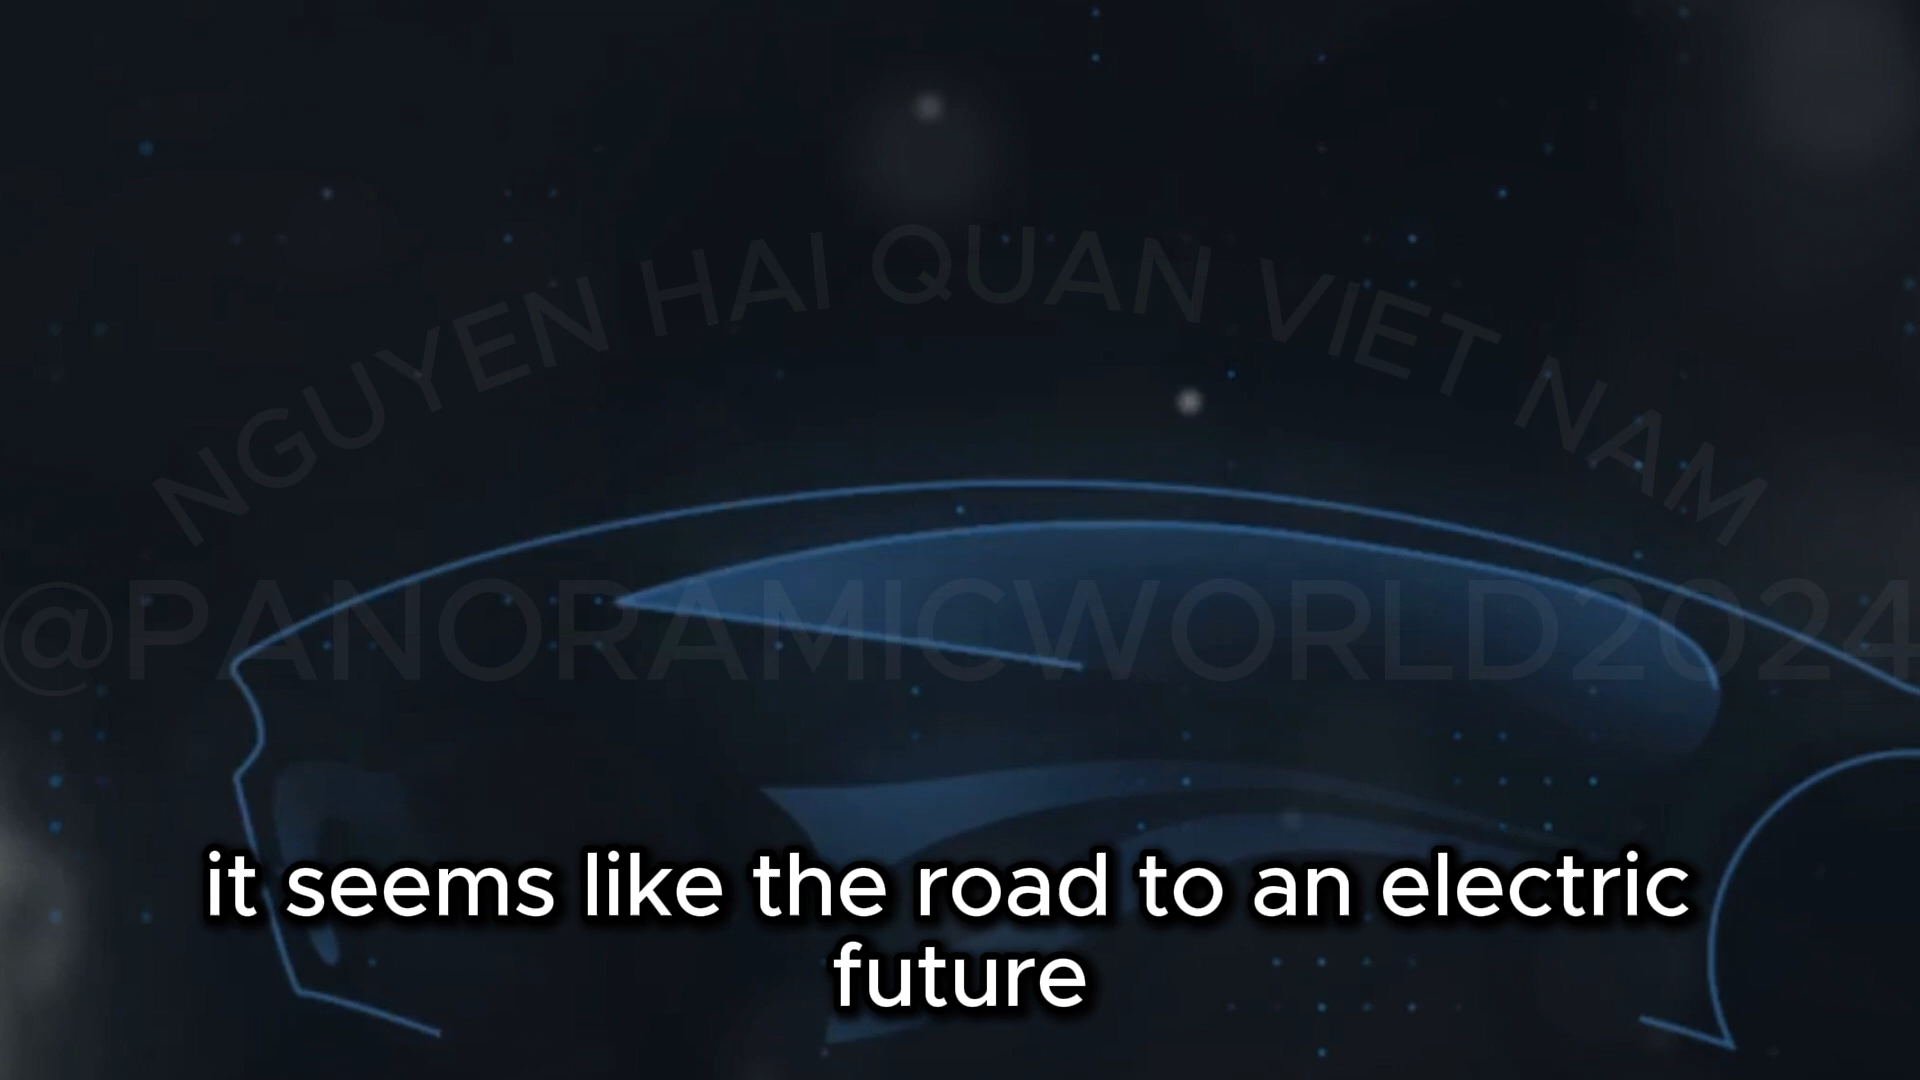 NGUYEN HAI QUAN VIET NAM
@PANORAMICWORLD2024
it seems like the road to an electric
future